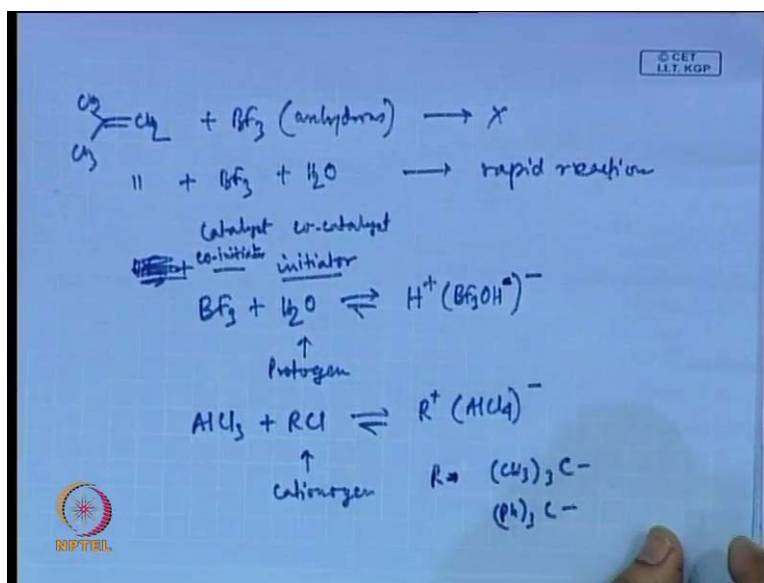 © CET
I.I.T. KGP
CH3
C=CH2 + BF3 (anhydrous) ⟶ X
CH3
" + BF3 + H2O ⟶ rapid reaction
catalyst co-catalyst
co-initiator initiator
BF3 + H2O ⇌ H+ (BF3OH)−
↑
Protogen
AlCl3 + RCl ⇌ R+ (AlCl4)−
↑
Cationogen
R⇒ (CH3)3 C−
(Ph)3 C−
NPTEL